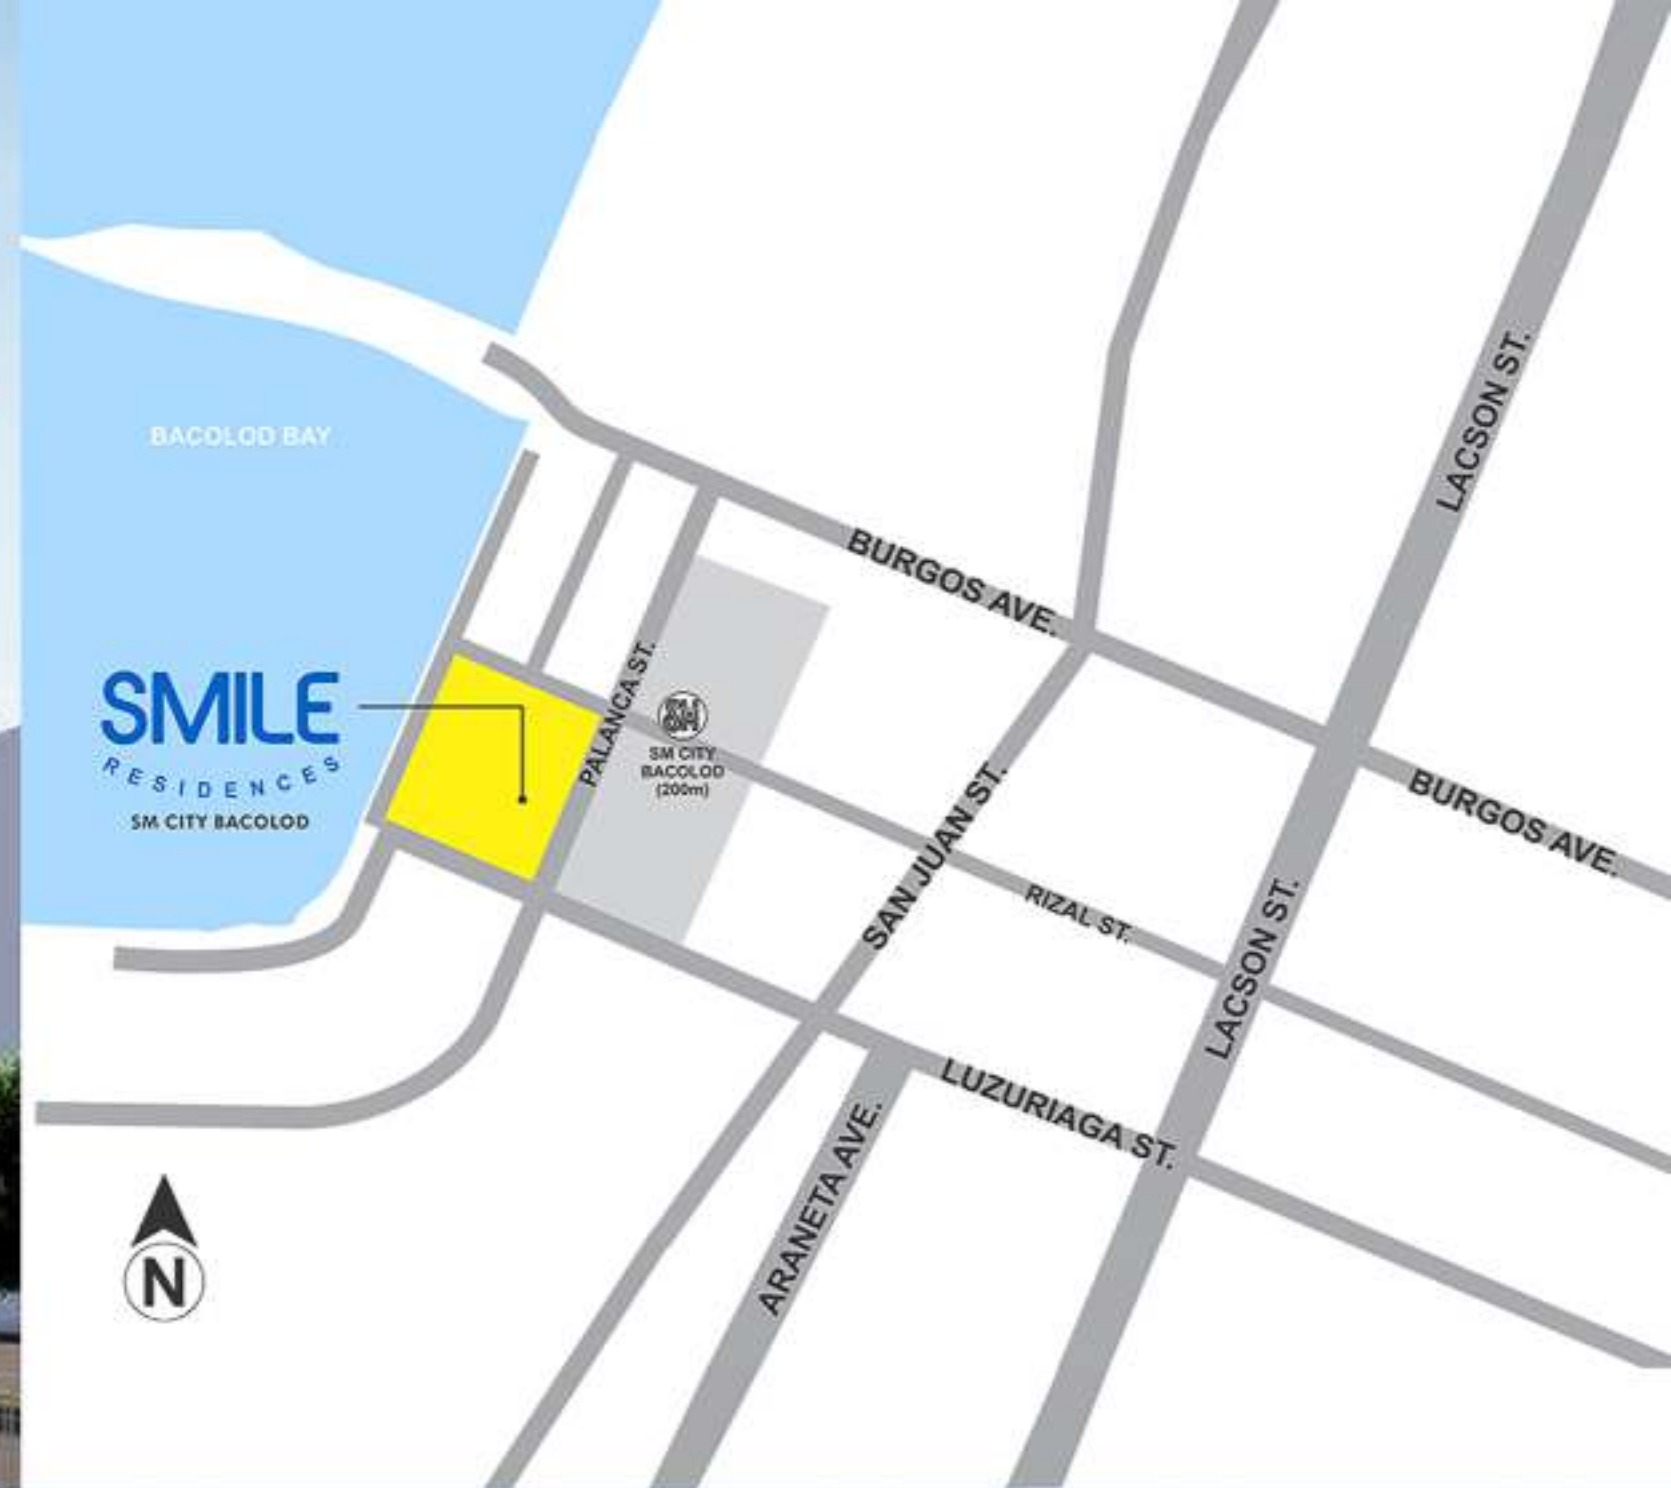 LACSON ST.
BACOLOD BAY
BURGOS AVE.
SMILE
RESIDENCES
SM CITY BACOLOD
PALANCA ST.
SM
SM CITY
BACOLOD
(200m)
SAN JUAN ST.
BURGOS AVE.
RIZAL ST.
LACSON ST.
LUZURIAGA ST.
ARANETA AVE.
N